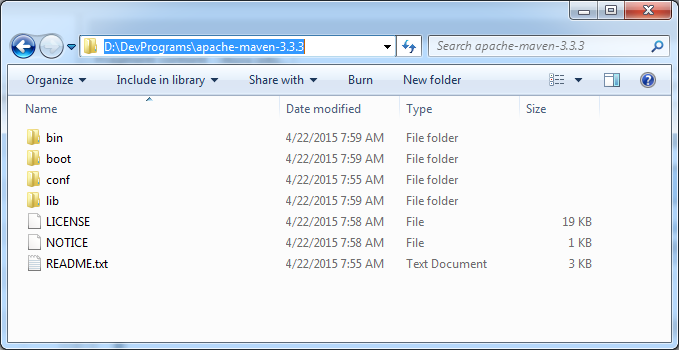 D:\DevPrograms\apache-maven-3.3.3 Search apache-maven-3.3.3
Organize Include in library Share with Burn New folder
Name Date modified Type Size
bin 4/22/2015 7:59 AM File folder
boot 4/22/2015 7:59 AM File folder
conf 4/22/2015 7:55 AM File folder
lib 4/22/2015 7:59 AM File folder
LICENSE 4/22/2015 7:58 AM File 19 KB
NOTICE 4/22/2015 7:58 AM File 1 KB
README.txt 4/22/2015 7:55 AM Text Document 3 KB